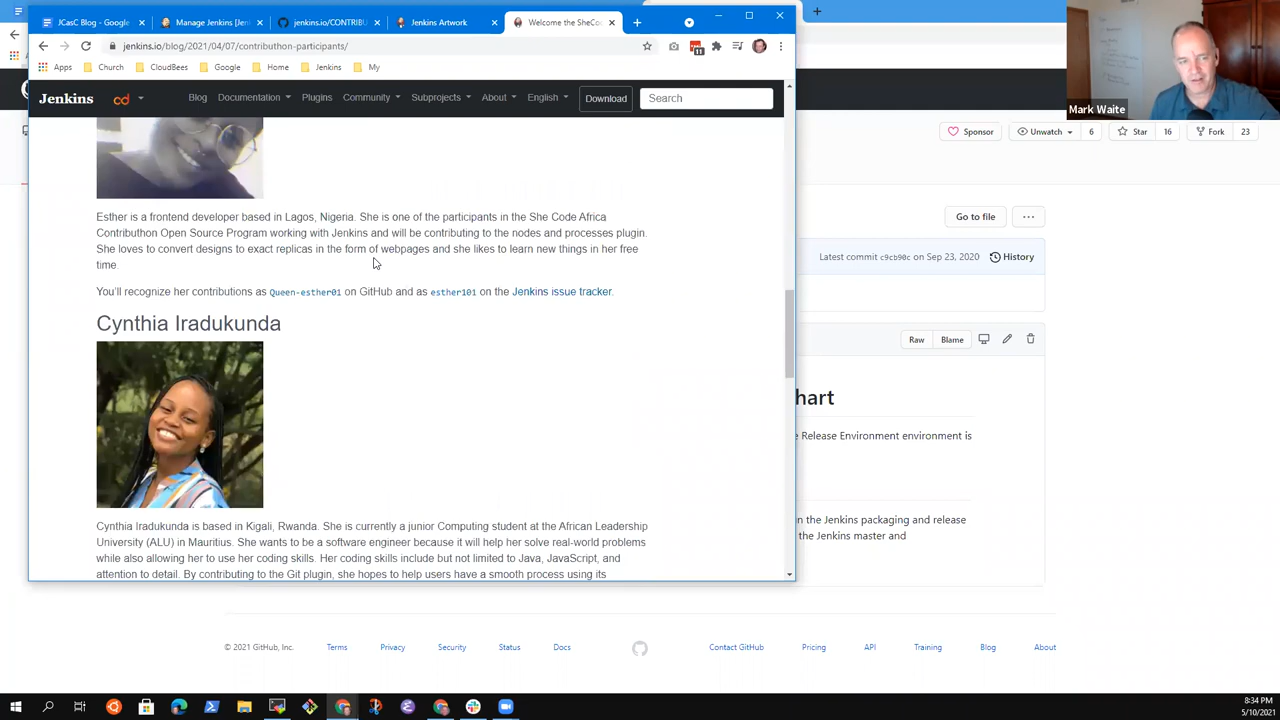 JCasC Blog - Google
Manage Jenkins [Jen
jenkins.io/CONTRIBU
Jenkins Artwork
Welcome the SheCo
jenkins.io/blog/2021/04/07/contributhon-participants/
11
Apps
Church
CloudBees
Google
Home
Jenkins
My
Jenkins
cd
Blog
Documentation
Plugins
Community
Subprojects
About
English
Download
Search
Mark Waite
Sponsor
Unwatch
6
Star
16
Fork
23
Esther is a frontend developer based in Lagos, Nigeria. She is one of the participants in the She Code Africa
Contributhon Open Source Program working with Jenkins and will be contributing to the nodes and processes plugin.
She loves to convert designs to exact replicas in the form of webpages and she likes to learn new things in her free
time.
You'll recognize her contributions as Queen-esther01 on GitHub and as esther101 on the Jenkins issue tracker.
Cynthia Iradukunda
Cynthia Iradukunda is based in Kigali, Rwanda. She is currently a junior Computing student at the African Leadership
University (ALU) in Mauritius. She wants to be a software engineer because it will help her solve real-world problems
while also allowing her to use her coding skills. Her coding skills include but not limited to Java, JavaScript, and
attention to detail. By contributing to the Git plugin, she hopes to help users have a smooth process using its
Go to file
Latest commit c9cb90c on Sep 23, 2020
History
Raw
Blame
hart
Release Environment environment is
n the Jenkins packaging and release
the Jenkins master and
© 2021 GitHub, Inc.
Terms
Privacy
Security
Status
Docs
Contact GitHub
Pricing
API
Training
Blog
About
8:34 PM
5/10/2021